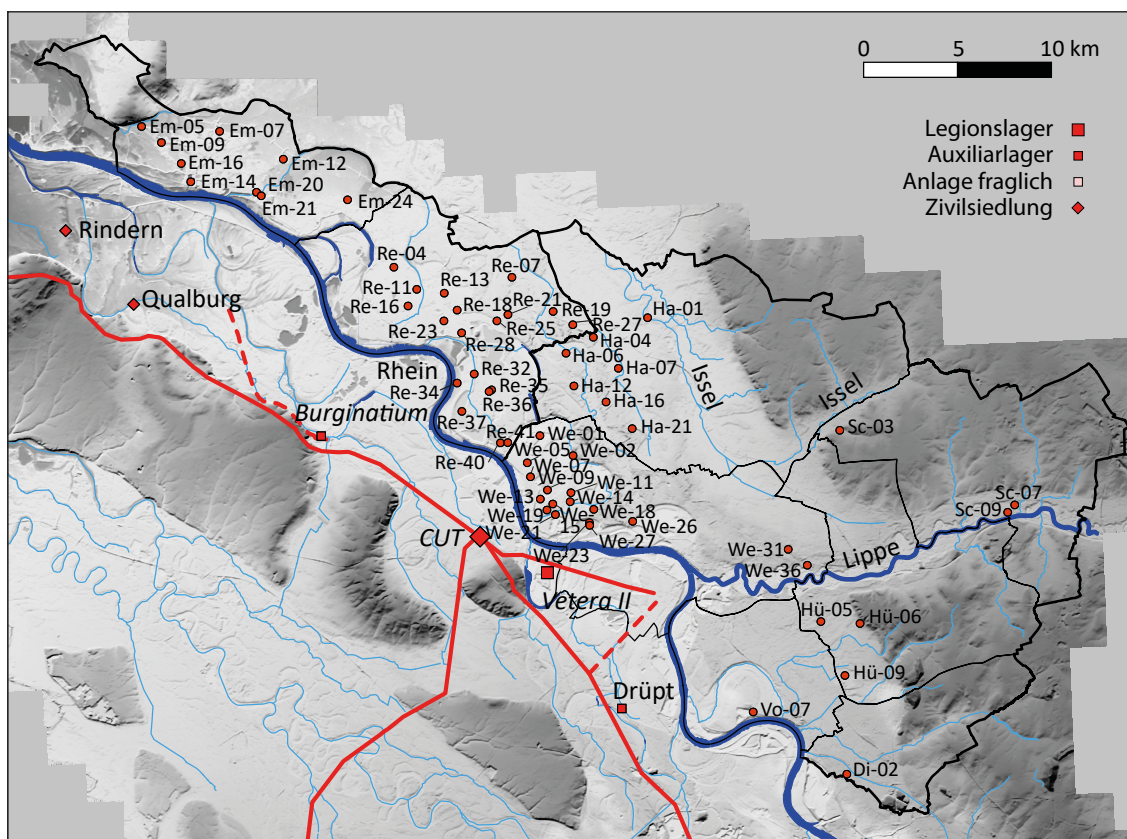 0 5 10 km
Legionslager
Auxiliarlager
Anlage fraglich
Zivilsiedlung
Em-05
Em-07
Em-09
Em-16
Em-12
Em-14
Em-20
Em-21
Em-24
Rindern
Qualburg
Re-04
Re-07
Re-13
Re-11
Re-16
Re-18
Re-21
Re-19
Re-23
Re-25
Re-27
Re-28
Ha-01
Ha-04
Ha-06
Ha-07
Ha-12
Ha-16
Ha-21
Issel
Issel
Rhein
Re-32
Re-34
Re-35
Re-36
Re-37
Re-41
Re-40
Burginatium
Sc-03
Sc-07
Sc-09
We-01
We-02
We-05
We-07
We-09
We-11
We-13
We-14
We-18
We-19
We-
15
We-21
We-26
We-27
We-23
We-31
We-36
CUT
Vetera II
Lippe
Hü-05
Hü-06
Hü-09
Drüpt
Vo-07
Di-02